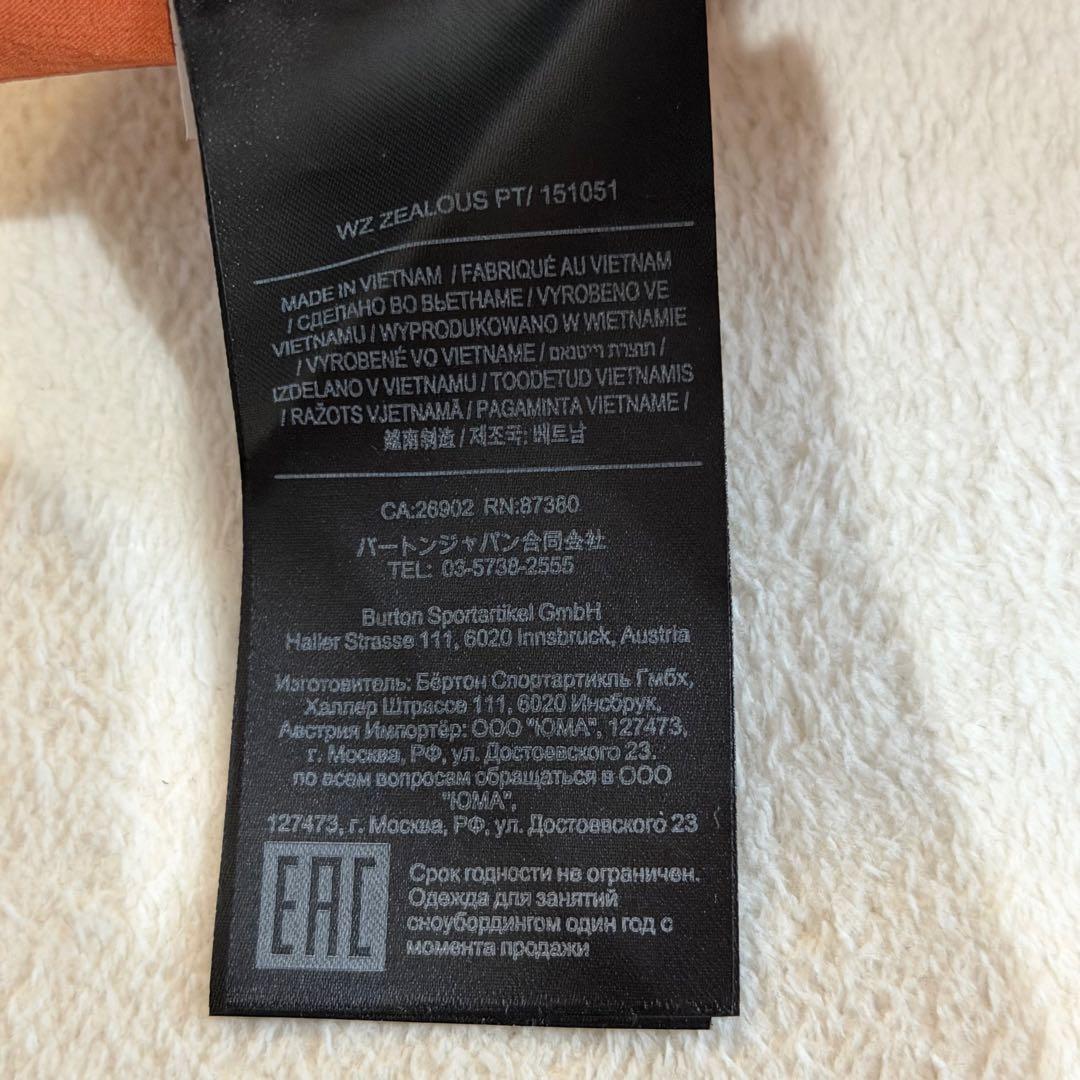 WZ ZEALOUS PT/ 151051
MADE IN VIETNAM / FABRIQUÉ AU VIETNAM
/ СДЕЛАНО ВО ВЬЕТНАМЕ / VYROBENO VE
VIETNAMU / WYPRODUKOWANO W WIETNAMIE
/ VYROBENÉ VO VIETNAME / תוצרת וייטנאם /
IZDELANO V VIETNAMU / TOODETUD VIETNAMIS
/ RAŽOTS VJETNAMĀ / PAGAMINTA VIETNAME /
越南制造 / 제조국: 베트남
CA:26902 RN:87380
バートンジャパン合同会社
TEL: 03-5738-2555
Burton Sportartikel GmbH
Haller Strasse 111, 6020 Innsbruck, Austria
Изготовитель: Бёртон Спортартикль Гмбх,
Халлер Штрассе 111, 6020 Инсбрук,
Австрия Импортёр: ООО "ЮМА", 127473,
г. Москва, РФ, ул. Достоевского 23.
по всем вопросам обращаться в ООО
"ЮМА",
127473, г. Москва, РФ, ул. Достоевского 23
EAC
Срок годности не ограничен.
Одежда для занятий
сноубордингом один год с
момента продажи